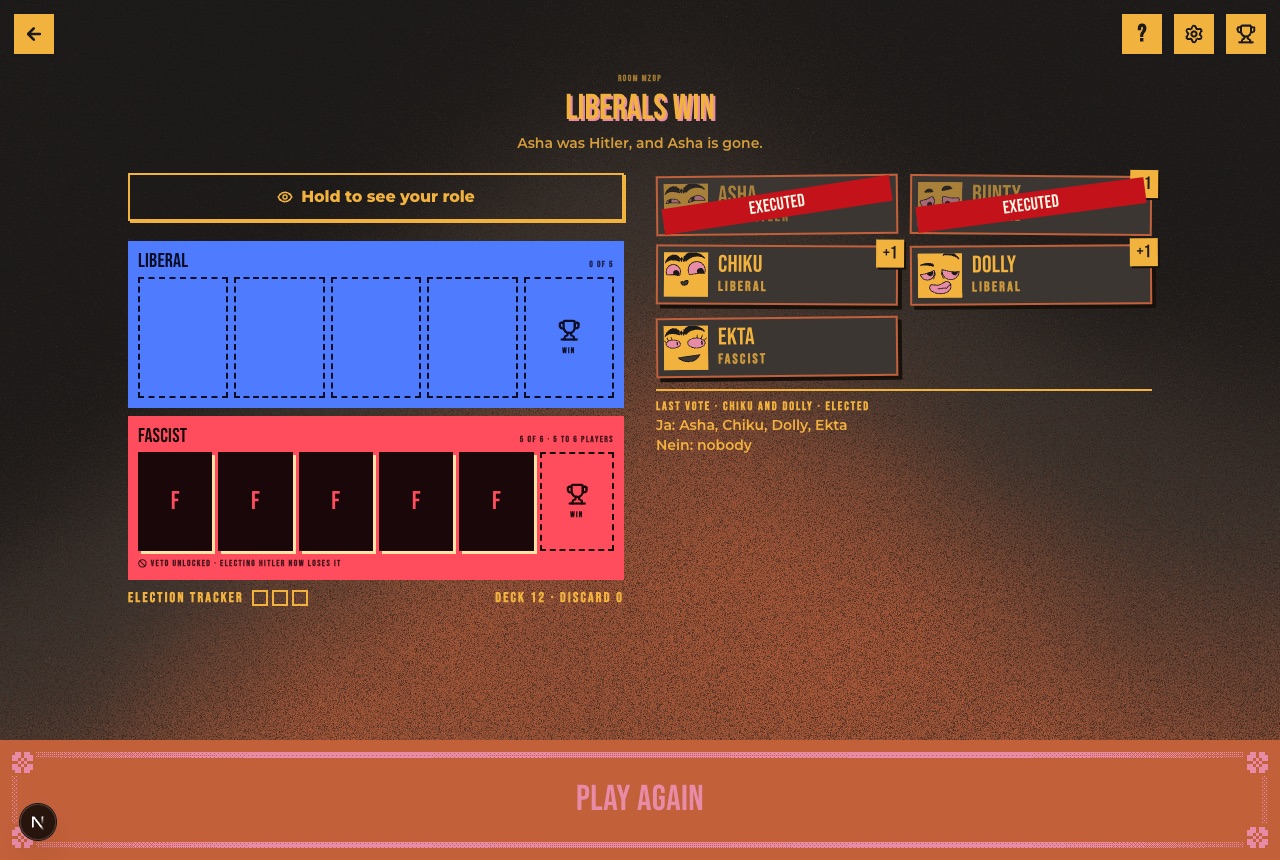 ?
ROOM MZ0P
LIBERALS WIN
Asha was Hitler, and Asha is gone.
Hold to see your role
LIBERAL
0 OF 5
WIN
FASCIST
5 OF 6 · 5 TO 6 PLAYERS
F
F
F
F
F
WIN
VETO UNLOCKED · ELECTING HITLER NOW LOSES IT
ELECTION TRACKER
DECK 12 · DISCARD 0
ASHA
EXECUTED
BUNTY
EXECUTED
CHIKU
LIBERAL
+1
DOLLY
LIBERAL
+1
EKTA
FASCIST
LAST VOTE · CHIKU AND DOLLY · ELECTED
Ja: Asha, Chiku, Dolly, Ekta
Nein: nobody
PLAY AGAIN
N